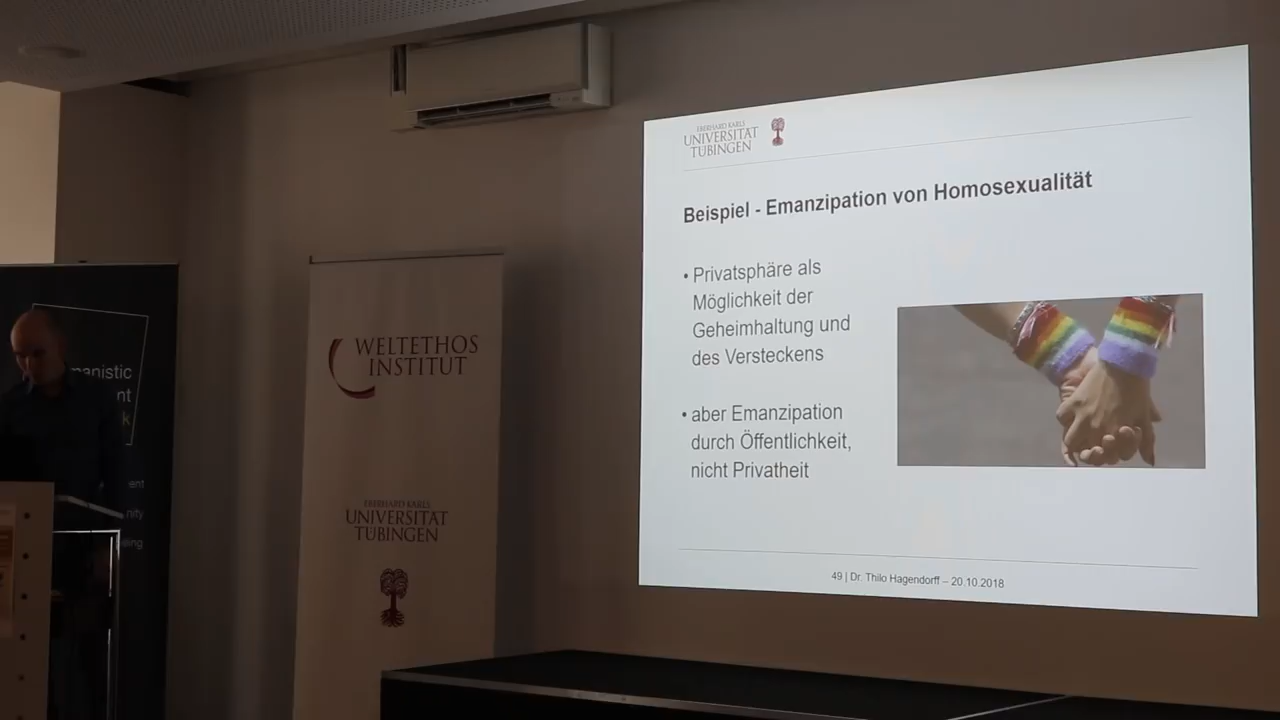 EBERHARD KARLS
UNIVERSITÄT
TÜBINGEN
Beispiel - Emanzipation von Homosexualität
• Privatsphäre als
Möglichkeit der
Geheimhaltung und
des Versteckens
• aber Emanzipation
durch Öffentlichkeit,
nicht Privatheit
49 | Dr. Thilo Hagendorff – 20.10.2018
WELTETHOS
INSTITUT
EBERHARD KARLS
UNIVERSITÄT
TÜBINGEN